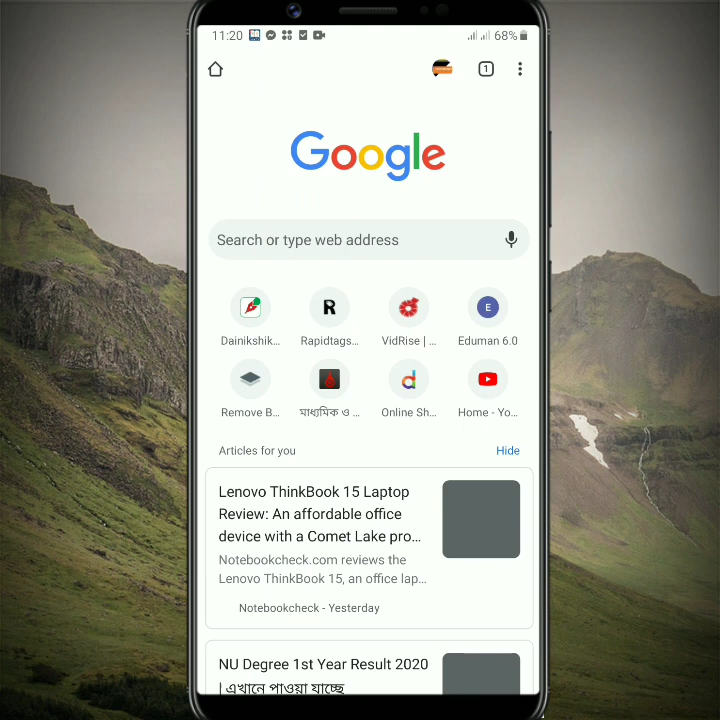 11:20
68%
1
Google
Search or type web address
Dainikshik...
R
Rapidtags...
VidRise | ...
E
Eduman 6.0
Remove B...
মাধ্যমিক ও ...
Online Sh...
Home - Yo...
Articles for you
Hide
Lenovo ThinkBook 15 Laptop
Review: An affordable office
device with a Comet Lake pro...
Notebookcheck.com reviews the
Lenovo ThinkBook 15, an office lap...
Notebookcheck - Yesterday
NU Degree 1st Year Result 2020
| এখানে পাওয়া যাচ্ছে